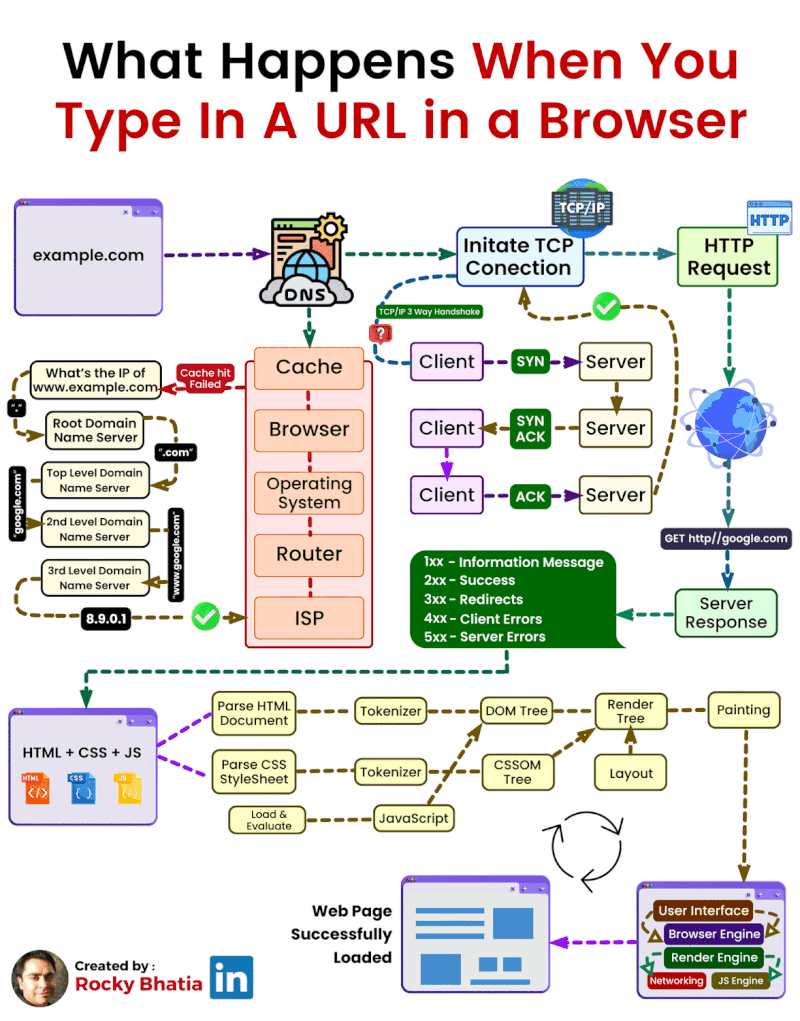 What Happens When You
Type In A URL in a Browser
example.com
DNS
TCP/IP
Initate TCP
Conection
HTTP
HTTP
Request
TCP/IP 3 Way Handshake
?
Cache
Browser
Operating
System
Router
ISP
Cache hit
Failed
What's the IP of
www.example.com
"."
Root Domain
Name Server
".com"
Top Level Domain
Name Server
"google.com"
2nd Level Domain
Name Server
"www.google.com"
3rd Level Domain
Name Server
8.9.0.1
Client
SYN
Server
Client
SYN
ACK
Server
Client
ACK
Server
GET http//google.com
Server
Response
1xx - Information Message
2xx - Success
3xx - Redirects
4xx - Client Errors
5xx - Server Errors
HTML + CSS + JS
HTML
CSS
JS
Parse HTML
Document
Tokenizer
DOM Tree
Render
Tree
Painting
Parse CSS
StyleSheet
Tokenizer
CSSOM
Tree
Layout
Load &
Evaluate
JavaScript
User Interface
Browser Engine
Render Engine
Networking
JS Engine
Web Page
Successfully
Loaded
Created by :
Rocky Bhatia
in